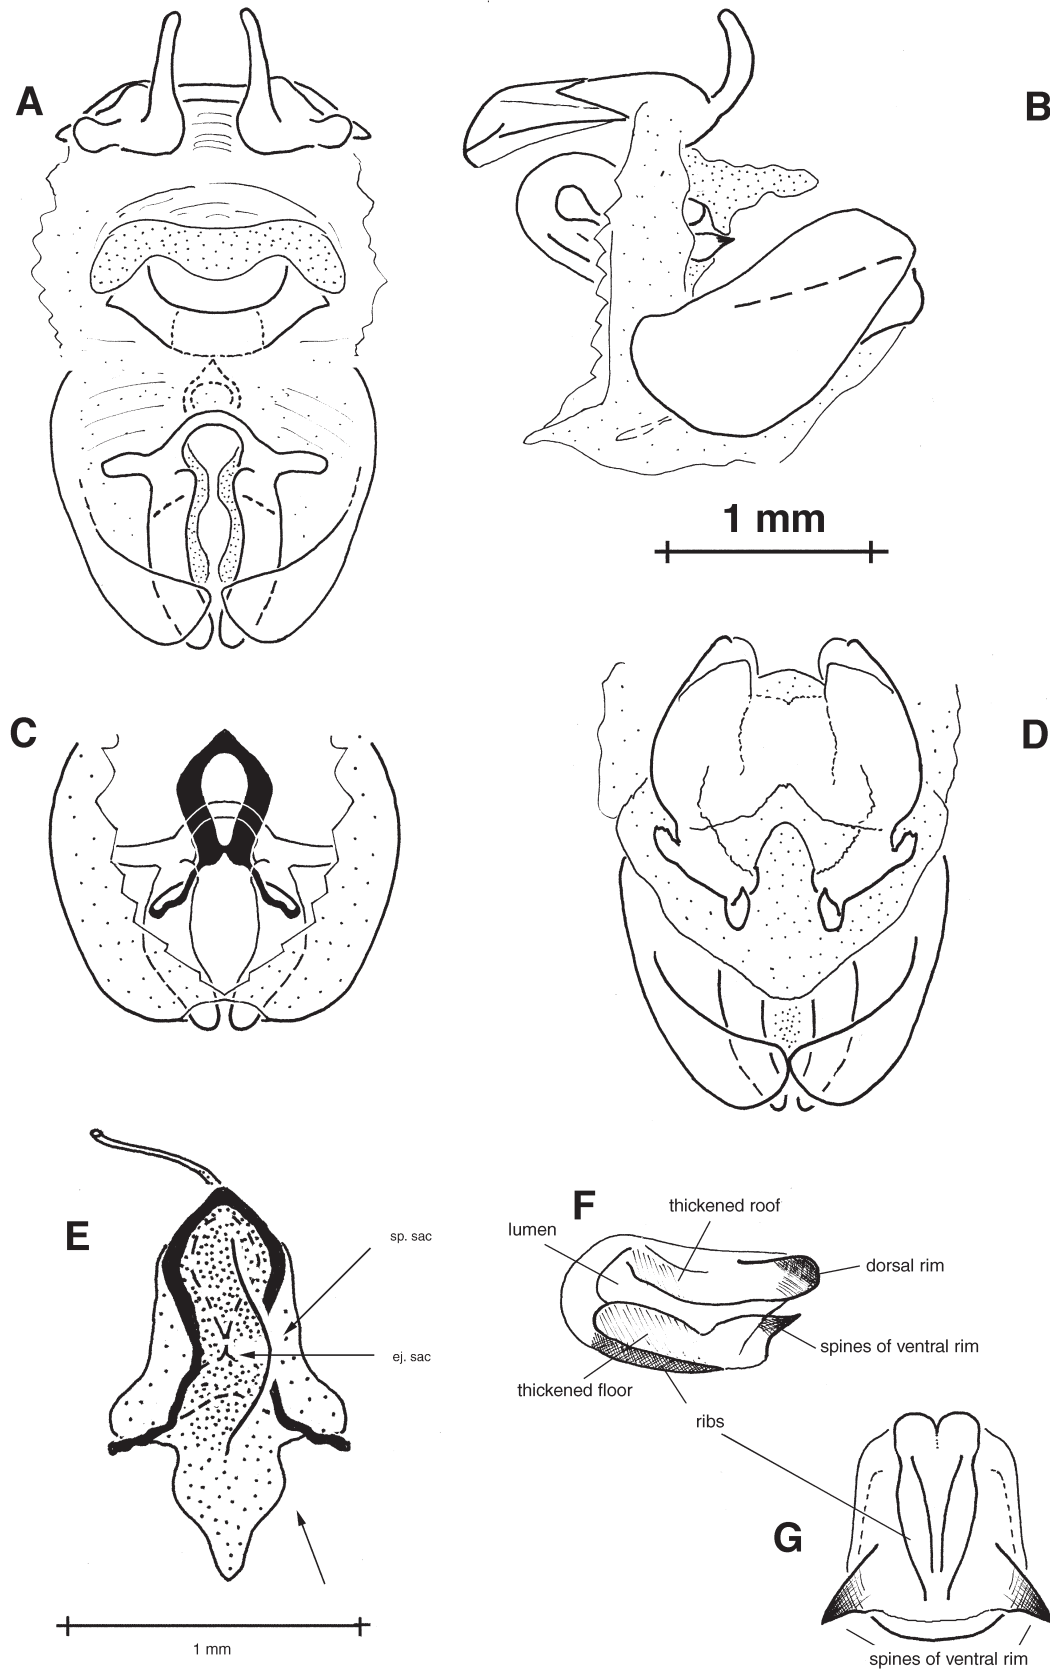 A
B
1 mm
C
D
E
sp. sac
ej. sac
1 mm
F
thickened roof
lumen
dorsal rim
spines of ventral rim
thickened floor
ribs
G
spines of ventral rim